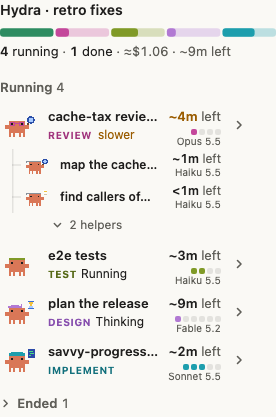 Hydra · retro fixes
4 running · 1 done · ≈$1.06 · ~9m left
Running 4
cache-tax revie... ~4m left
REVIEW slower Opus 5.5
map the cache... ~1m left
Haiku 5.5
find callers of... <1m left
Haiku 5.5
2 helpers
e2e tests ~3m left
TEST Running Haiku 5.5
plan the release ~9m left
DESIGN Thinking Fable 5.2
savvy-progress... ~2m left
IMPLEMENT Sonnet 5.5
Ended 1